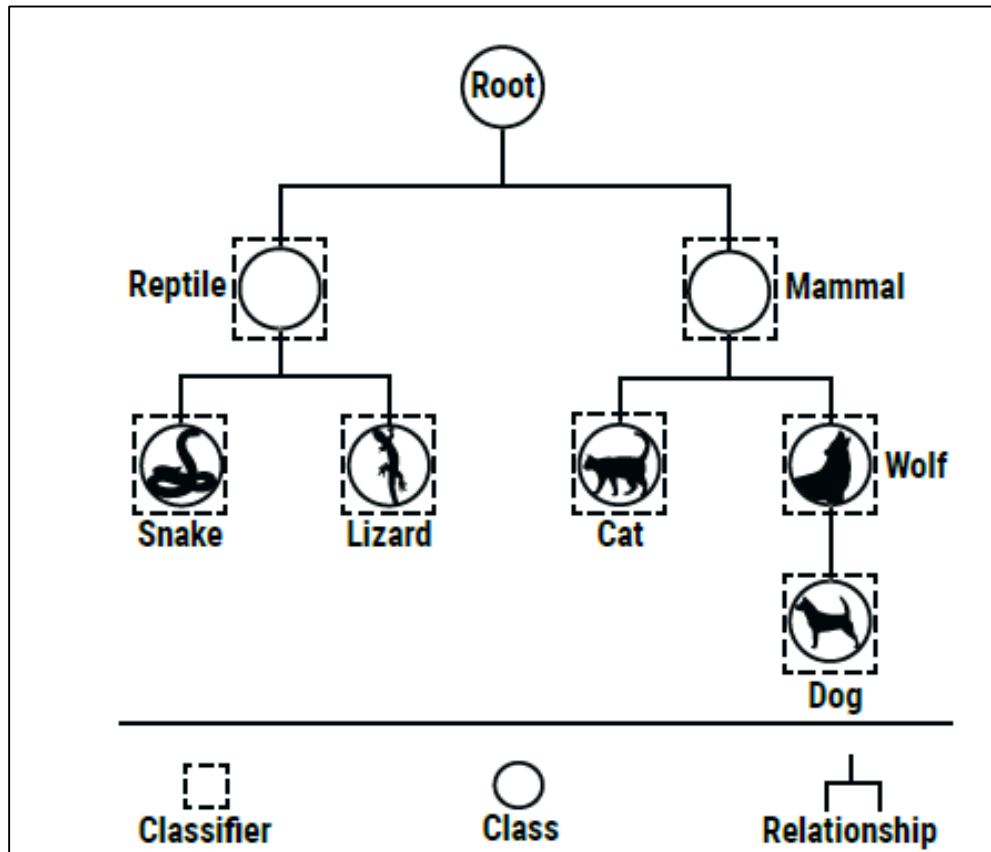 Root
Reptile
Mammal
Snake
Lizard
Cat
Wolf
Dog
Classifier
Class
Relationship